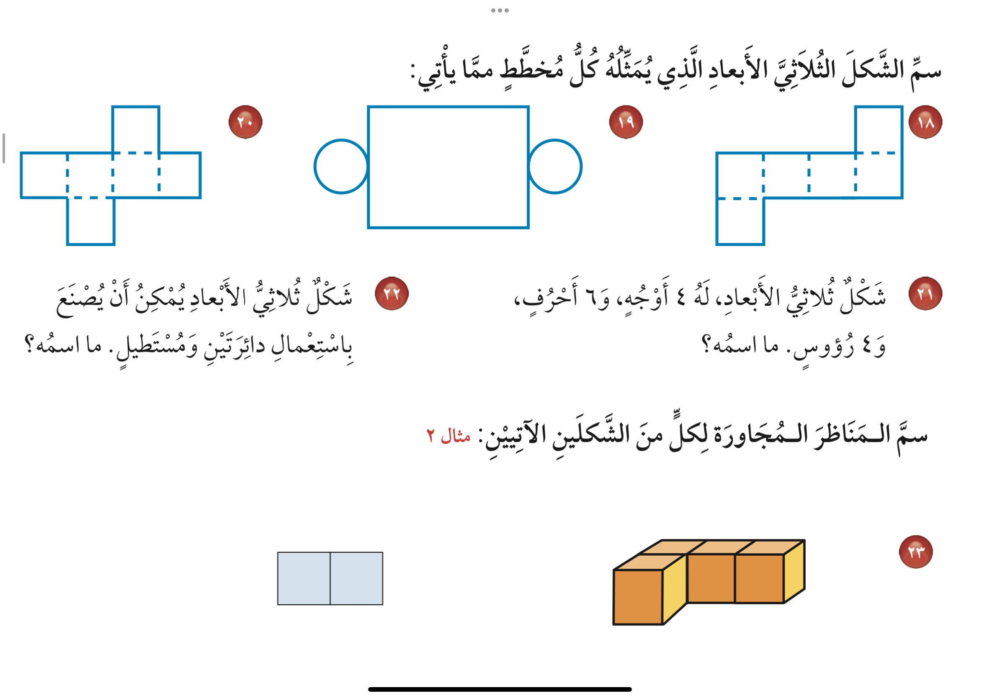 سمِّ الشَّكلَ الثُلاَثِيَّ الأَبعادِ الَّذِي يُمَثِّلُهُ كُلُّ مُخطَّطٍ ممَّا يأْتِي:
١٨
١٩
٢٠
٢١ شَكْلٌ ثُلاثِيُّ الأَبْعادِ، لَهُ ٤ أَوْجُهٍ، وَ٦ أَحْرُفٍ،
وَ ٤ رُؤوسٍ. ما اسمُه؟
٢٢ شَكْلٌ ثُلاثِيُّ الأَبْعادِ يُمْكِنُ أَنْ يُصْنَعَ
بِاسْتِعْمالِ دائِرَتَيْنِ وَمُسْتَطيلٍ. ما اسمُه؟
سمَّ الـمَنَاظرَ الـمُجَاورَة لِكلٍّ منَ الشَّكلَينِ الآتِييْنِ: مثال ٢
٢٣